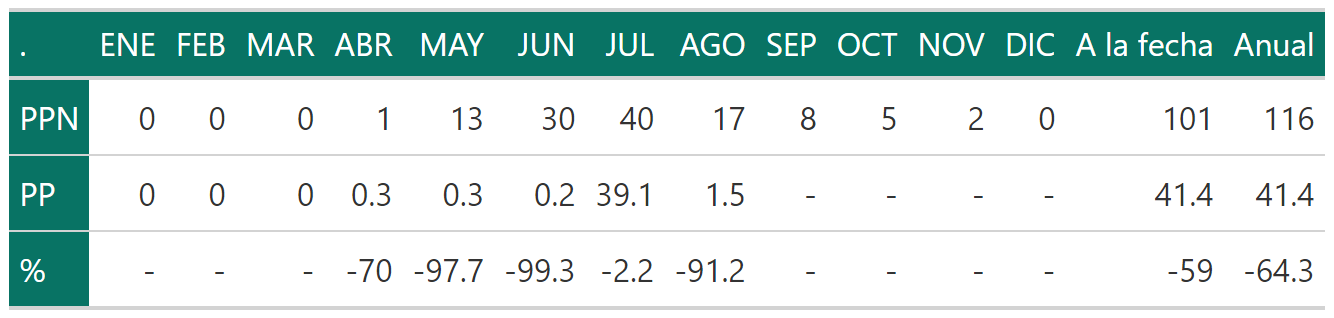 . ENE FEB MAR ABR MAY JUN JUL AGO SEP OCT NOV DIC A la fecha Anual
PPN 0 0 0 1 13 30 40 17 8 5 2 0 101 116
PP 0 0 0 0.3 0.3 0.2 39.1 1.5 - - - - 41.4 41.4
% - - - -70 -97.7 -99.3 -2.2 -91.2 - - - - -59 -64.3